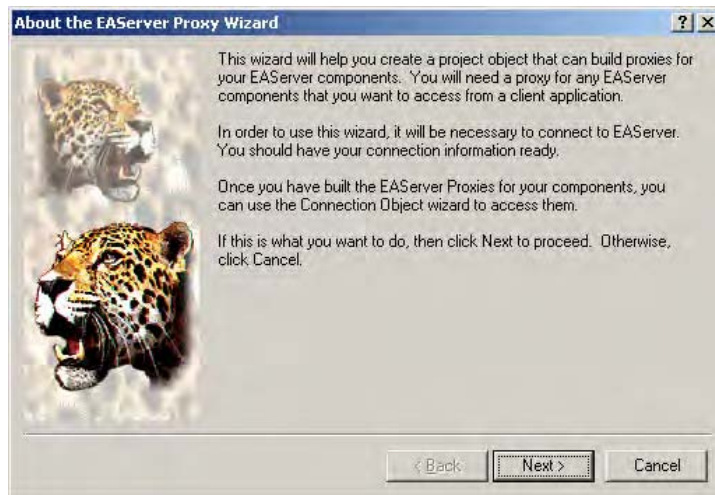 About the EAServer Proxy Wizard
This wizard will help you create a project object that can build proxies for
your EAServer components. You will need a proxy for any EAServer
components that you want to access from a client application.
In order to use this wizard, it will be necessary to connect to EAServer.
You should have your connection information ready.
Once you have built the EAServer Proxies for your components, you
can use the Connection Object wizard to access them.
If this is what you want to do, then click Next to proceed. Otherwise,
click Cancel.
< Back Next > Cancel